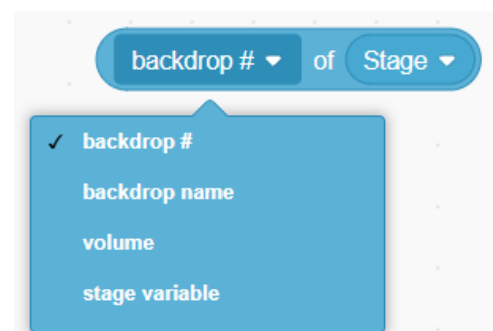 backdrop # of Stage
backdrop #
backdrop name
volume
stage variable